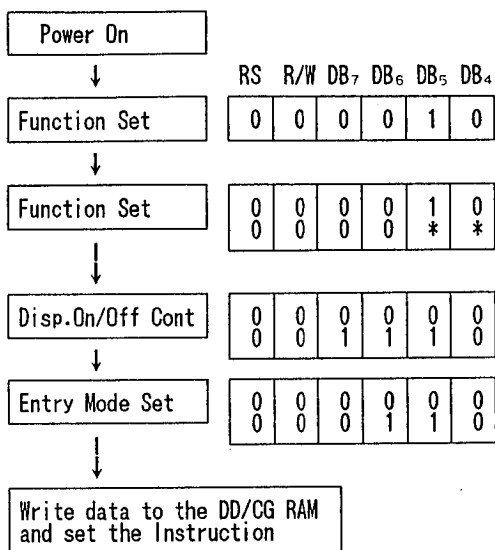 Power On
RS R/W DB₇ DB₆ DB₅ DB₄
Function Set 0 0 0 0 1 0
Function Set 0 0 0 0 1 0
0 0 0 0 * *
Disp.On/Off Cont 0 0 0 0 0 0
0 0 1 1 1 0
Entry Mode Set 0 0 0 0 0 0
0 0 0 1 1 0
Write data to the DD/CG RAM
and set the Instruction